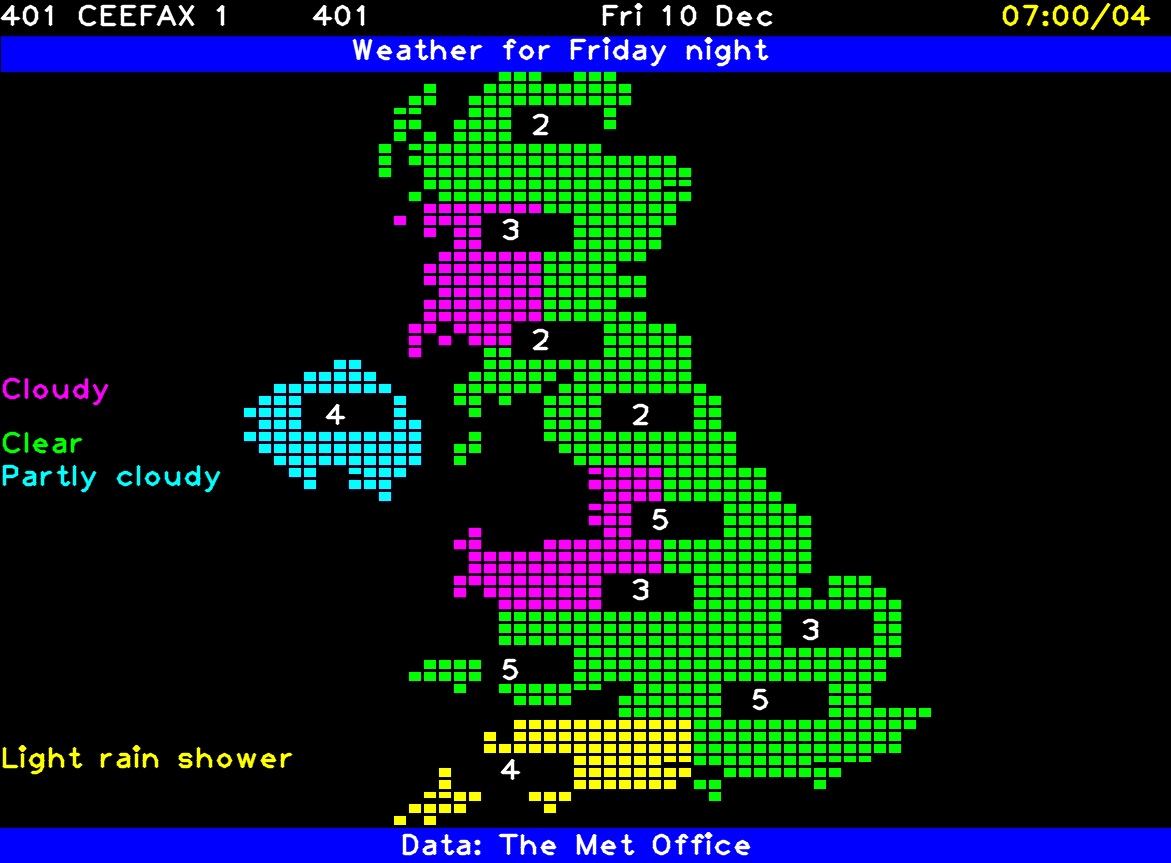 401 CEEFAX 1 401 Fri 10 Dec 07:00/04
Weather for Friday night
2
3
2
Cloudy
4
2
Clear
Partly cloudy
5
3
3
5
5
Light rain shower
4
Data: The Met Office